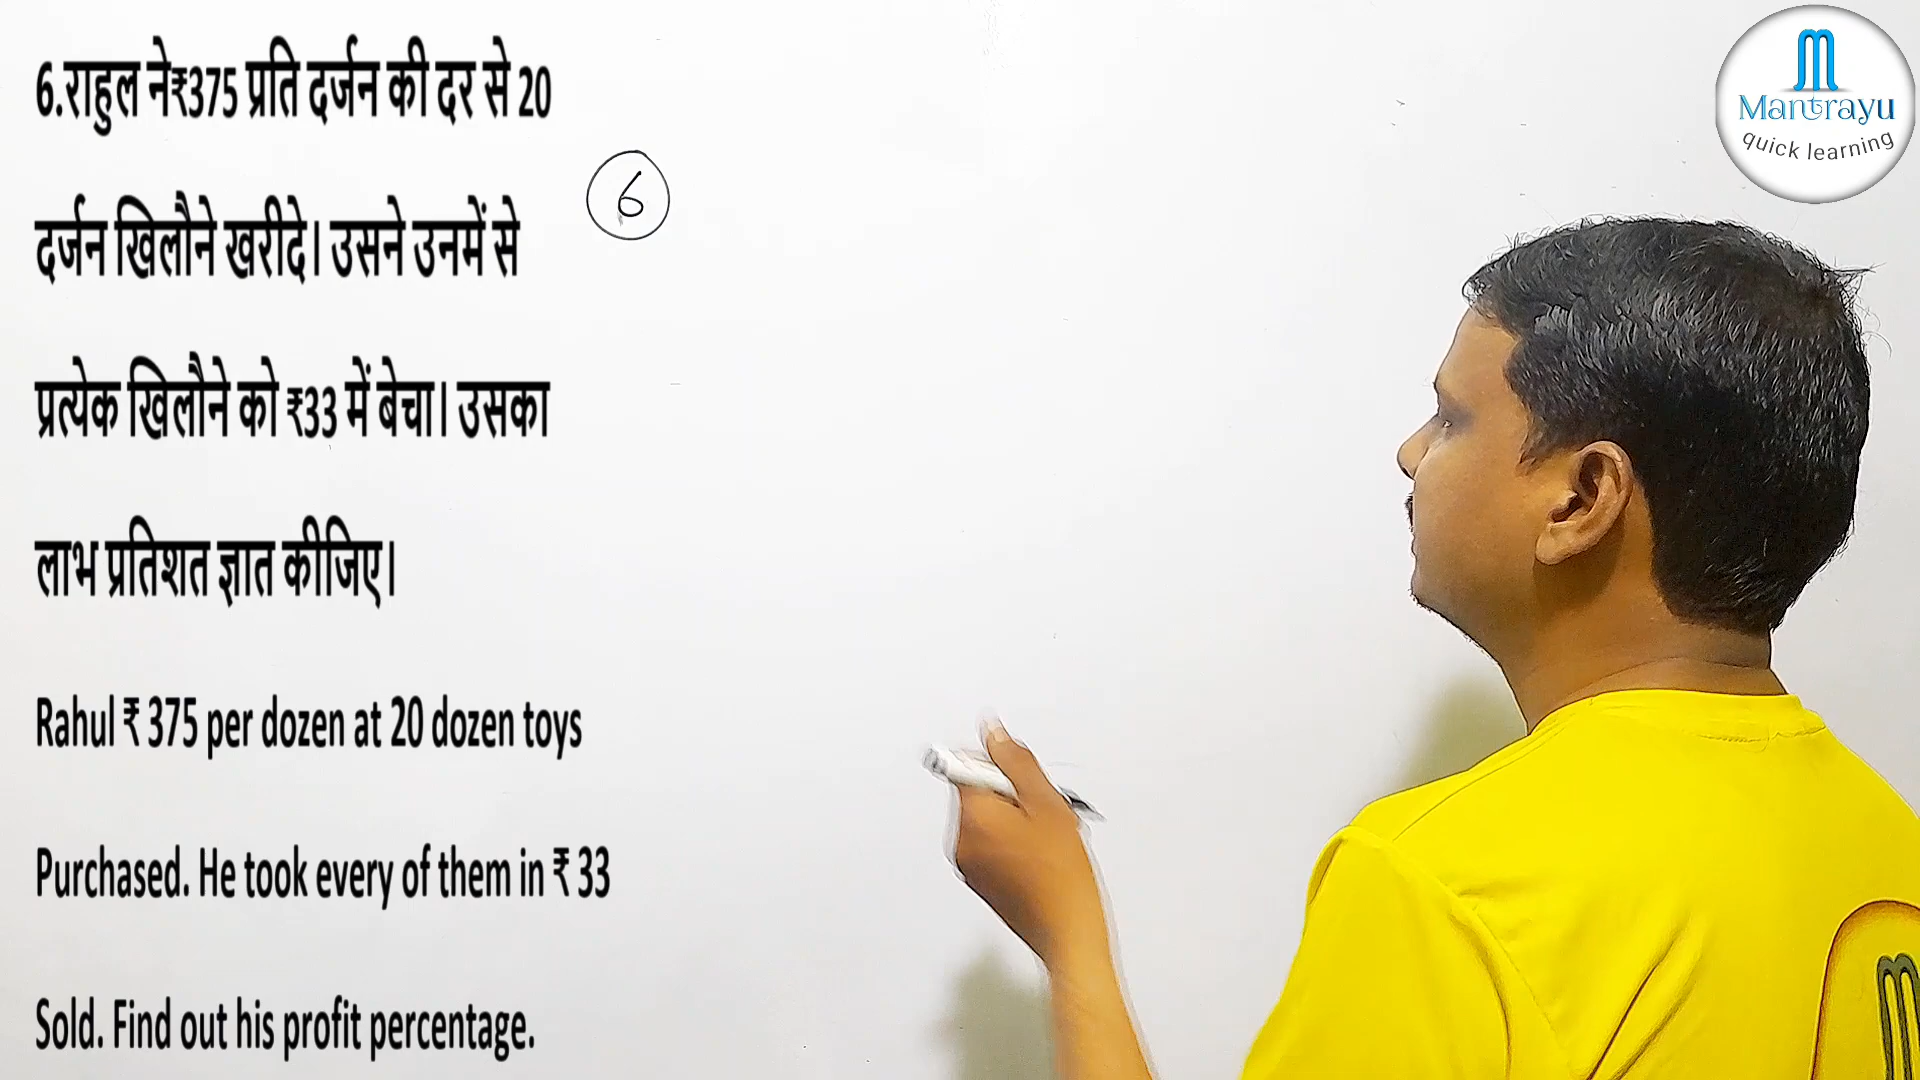 6.राहुल ने₹375 प्रति दर्जन की दर से 20
दर्जन खिलौने खरीदे। उसने उनमें से
प्रत्येक खिलौने को ₹33 में बेचा। उसका
लाभ प्रतिशत ज्ञात कीजिए।
Rahul ₹ 375 per dozen at 20 dozen toys
Purchased. He took every of them in ₹ 33
Sold. Find out his profit percentage.
6
Mantrayu
quick learning